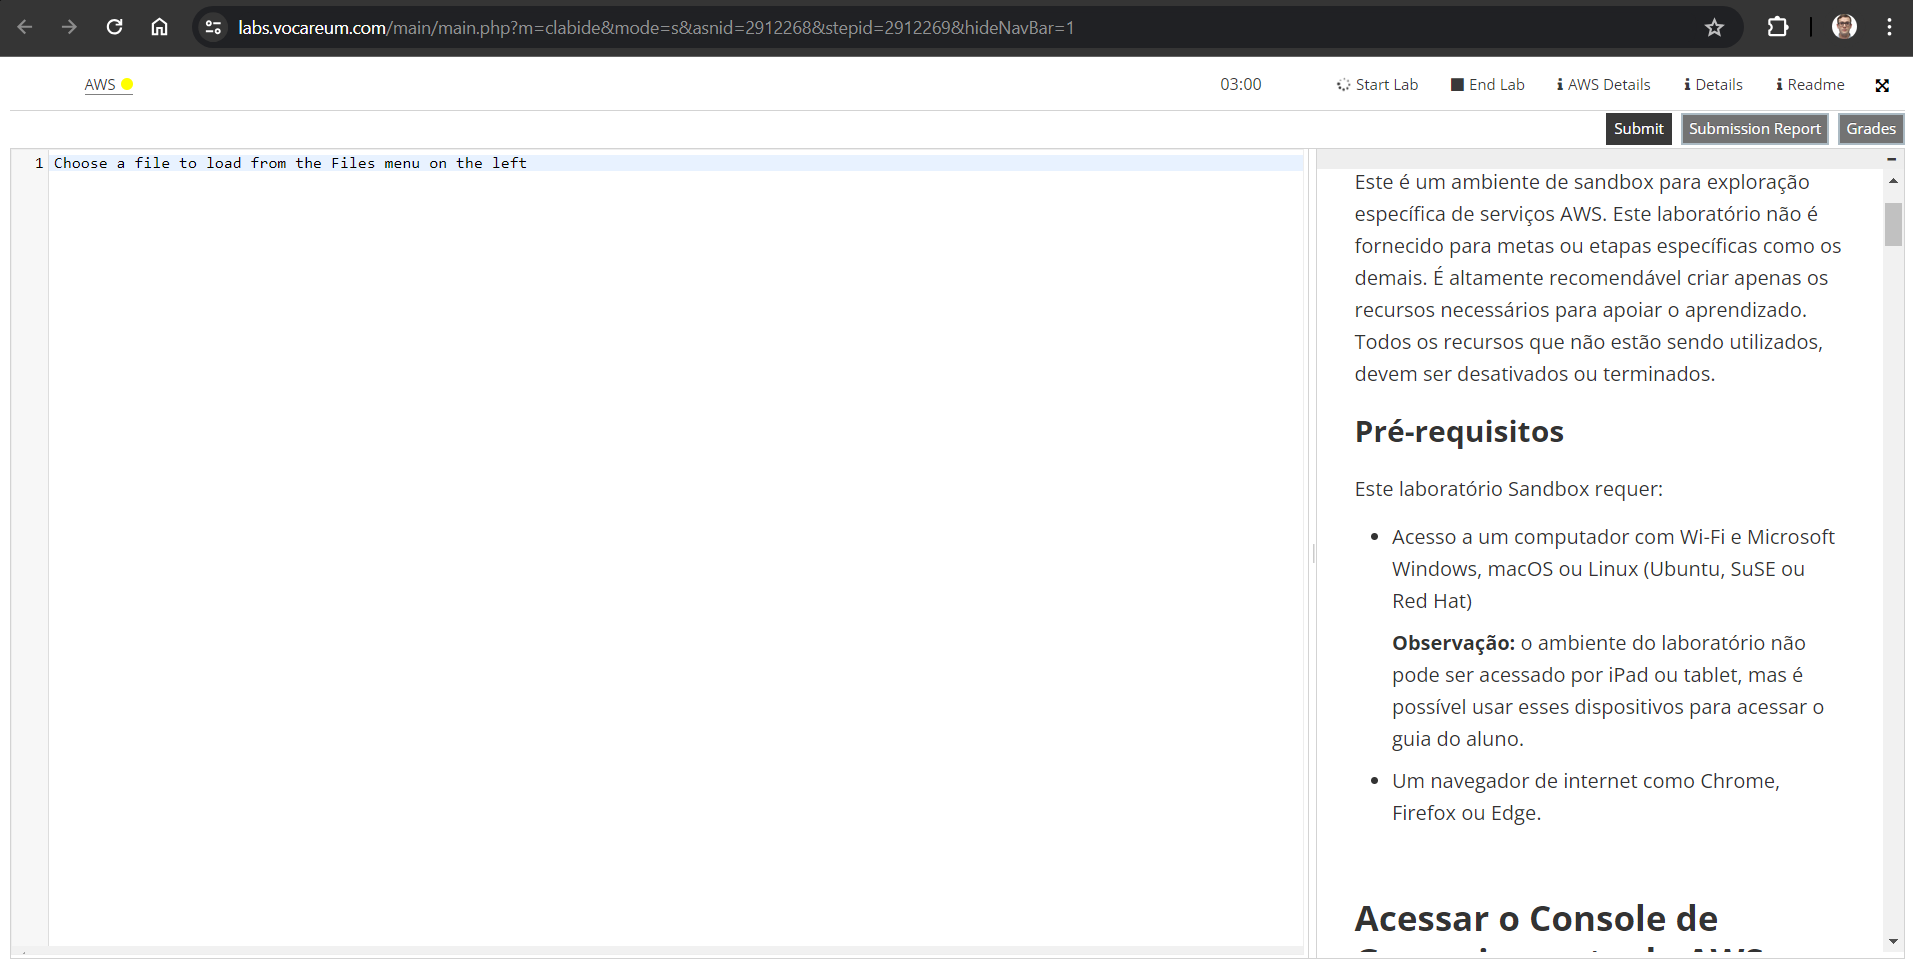 labs.vocareum.com/main/main.php?m=clabide&mode=s&asnid=2912268&stepid=2912269&hideNavBar=1
AWS
03:00
Start Lab
End Lab
AWS Details
Details
Readme
Submit
Submission Report
Grades
1
Choose a file to load from the Files menu on the left
Este é um ambiente de sandbox para exploração
específica de serviços AWS. Este laboratório não é
fornecido para metas ou etapas específicas como os
demais. É altamente recomendável criar apenas os
recursos necessários para apoiar o aprendizado.
Todos os recursos que não estão sendo utilizados,
devem ser desativados ou terminados.
Pré-requisitos
Este laboratório Sandbox requer:
• Acesso a um computador com Wi-Fi e Microsoft
Windows, macOS ou Linux (Ubuntu, SuSE ou
Red Hat)
Observação: o ambiente do laboratório não
pode ser acessado por iPad ou tablet, mas é
possível usar esses dispositivos para acessar o
guia do aluno.
• Um navegador de internet como Chrome,
Firefox ou Edge.
Acessar o Console de